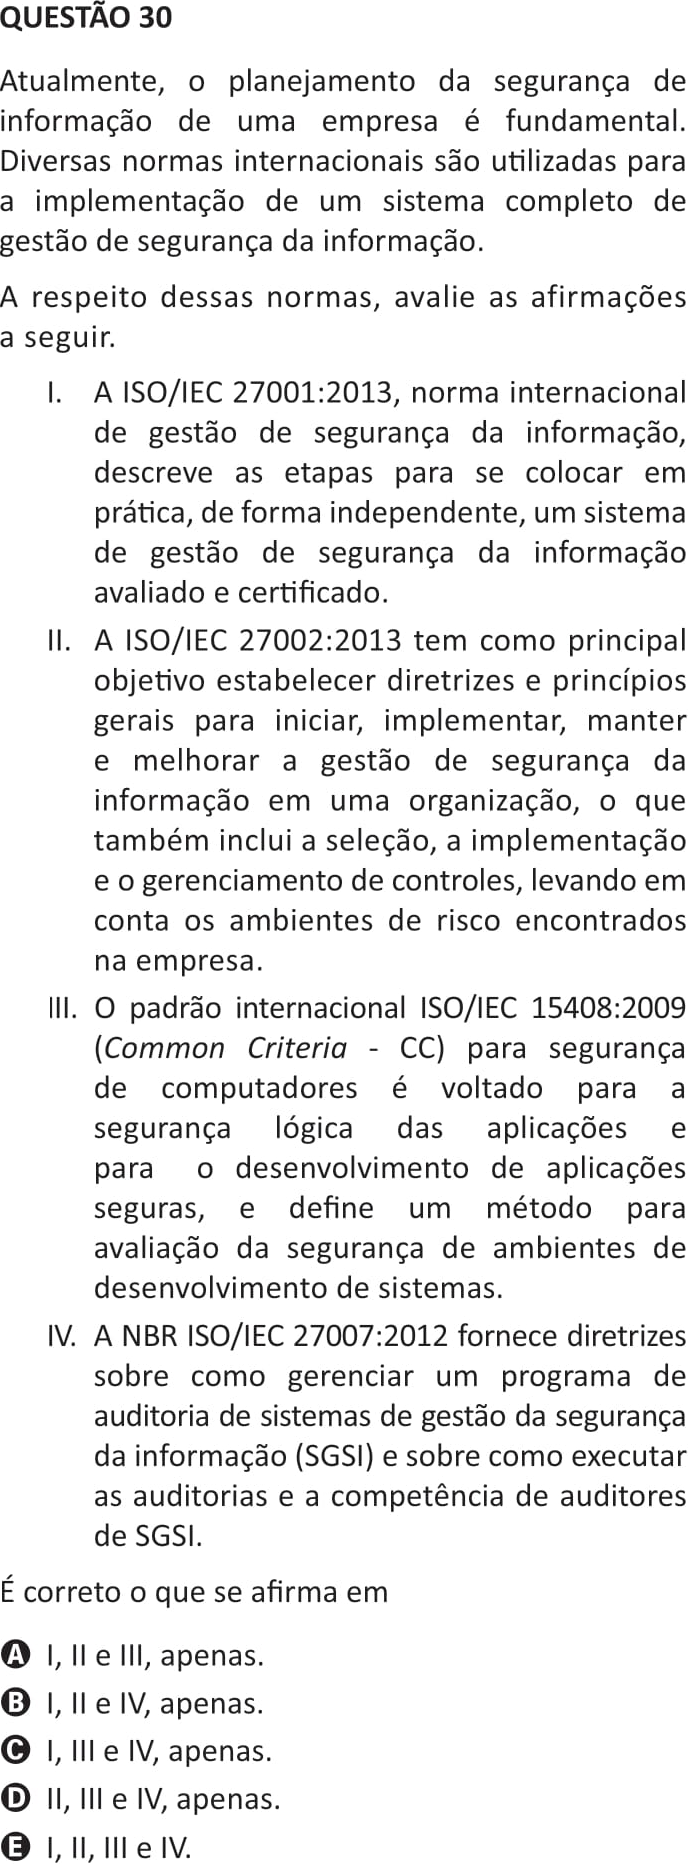 QUESTÃO 30
Atualmente, o planejamento da segurança de
informação de uma empresa é fundamental.
Diversas normas internacionais são utilizadas para
a implementação de um sistema completo de
gestão de segurança da informação.
A respeito dessas normas, avalie as afirmações
a seguir.
I. A ISO/IEC 27001:2013, norma internacional
de gestão de segurança da informação,
descreve as etapas para se colocar em
prática, de forma independente, um sistema
de gestão de segurança da informação
avaliado e certificado.
II. A ISO/IEC 27002:2013 tem como principal
objetivo estabelecer diretrizes e princípios
gerais para iniciar, implementar, manter
e melhorar a gestão de segurança da
informação em uma organização, o que
também inclui a seleção, a implementação
e o gerenciamento de controles, levando em
conta os ambientes de risco encontrados
na empresa.
III. O padrão internacional ISO/IEC 15408:2009
(Common Criteria - CC) para segurança
de computadores é voltado para a
segurança lógica das aplicações e
para o desenvolvimento de aplicações
seguras, e define um método para
avaliação da segurança de ambientes de
desenvolvimento de sistemas.
IV. A NBR ISO/IEC 27007:2012 fornece diretrizes
sobre como gerenciar um programa de
auditoria de sistemas de gestão da segurança
da informação (SGSI) e sobre como executar
as auditorias e a competência de auditores
de SGSI.
É correto o que se afirma em
A I, II e III, apenas.
B I, II e IV, apenas.
C I, III e IV, apenas.
D II, III e IV, apenas.
E I, II, III e IV.